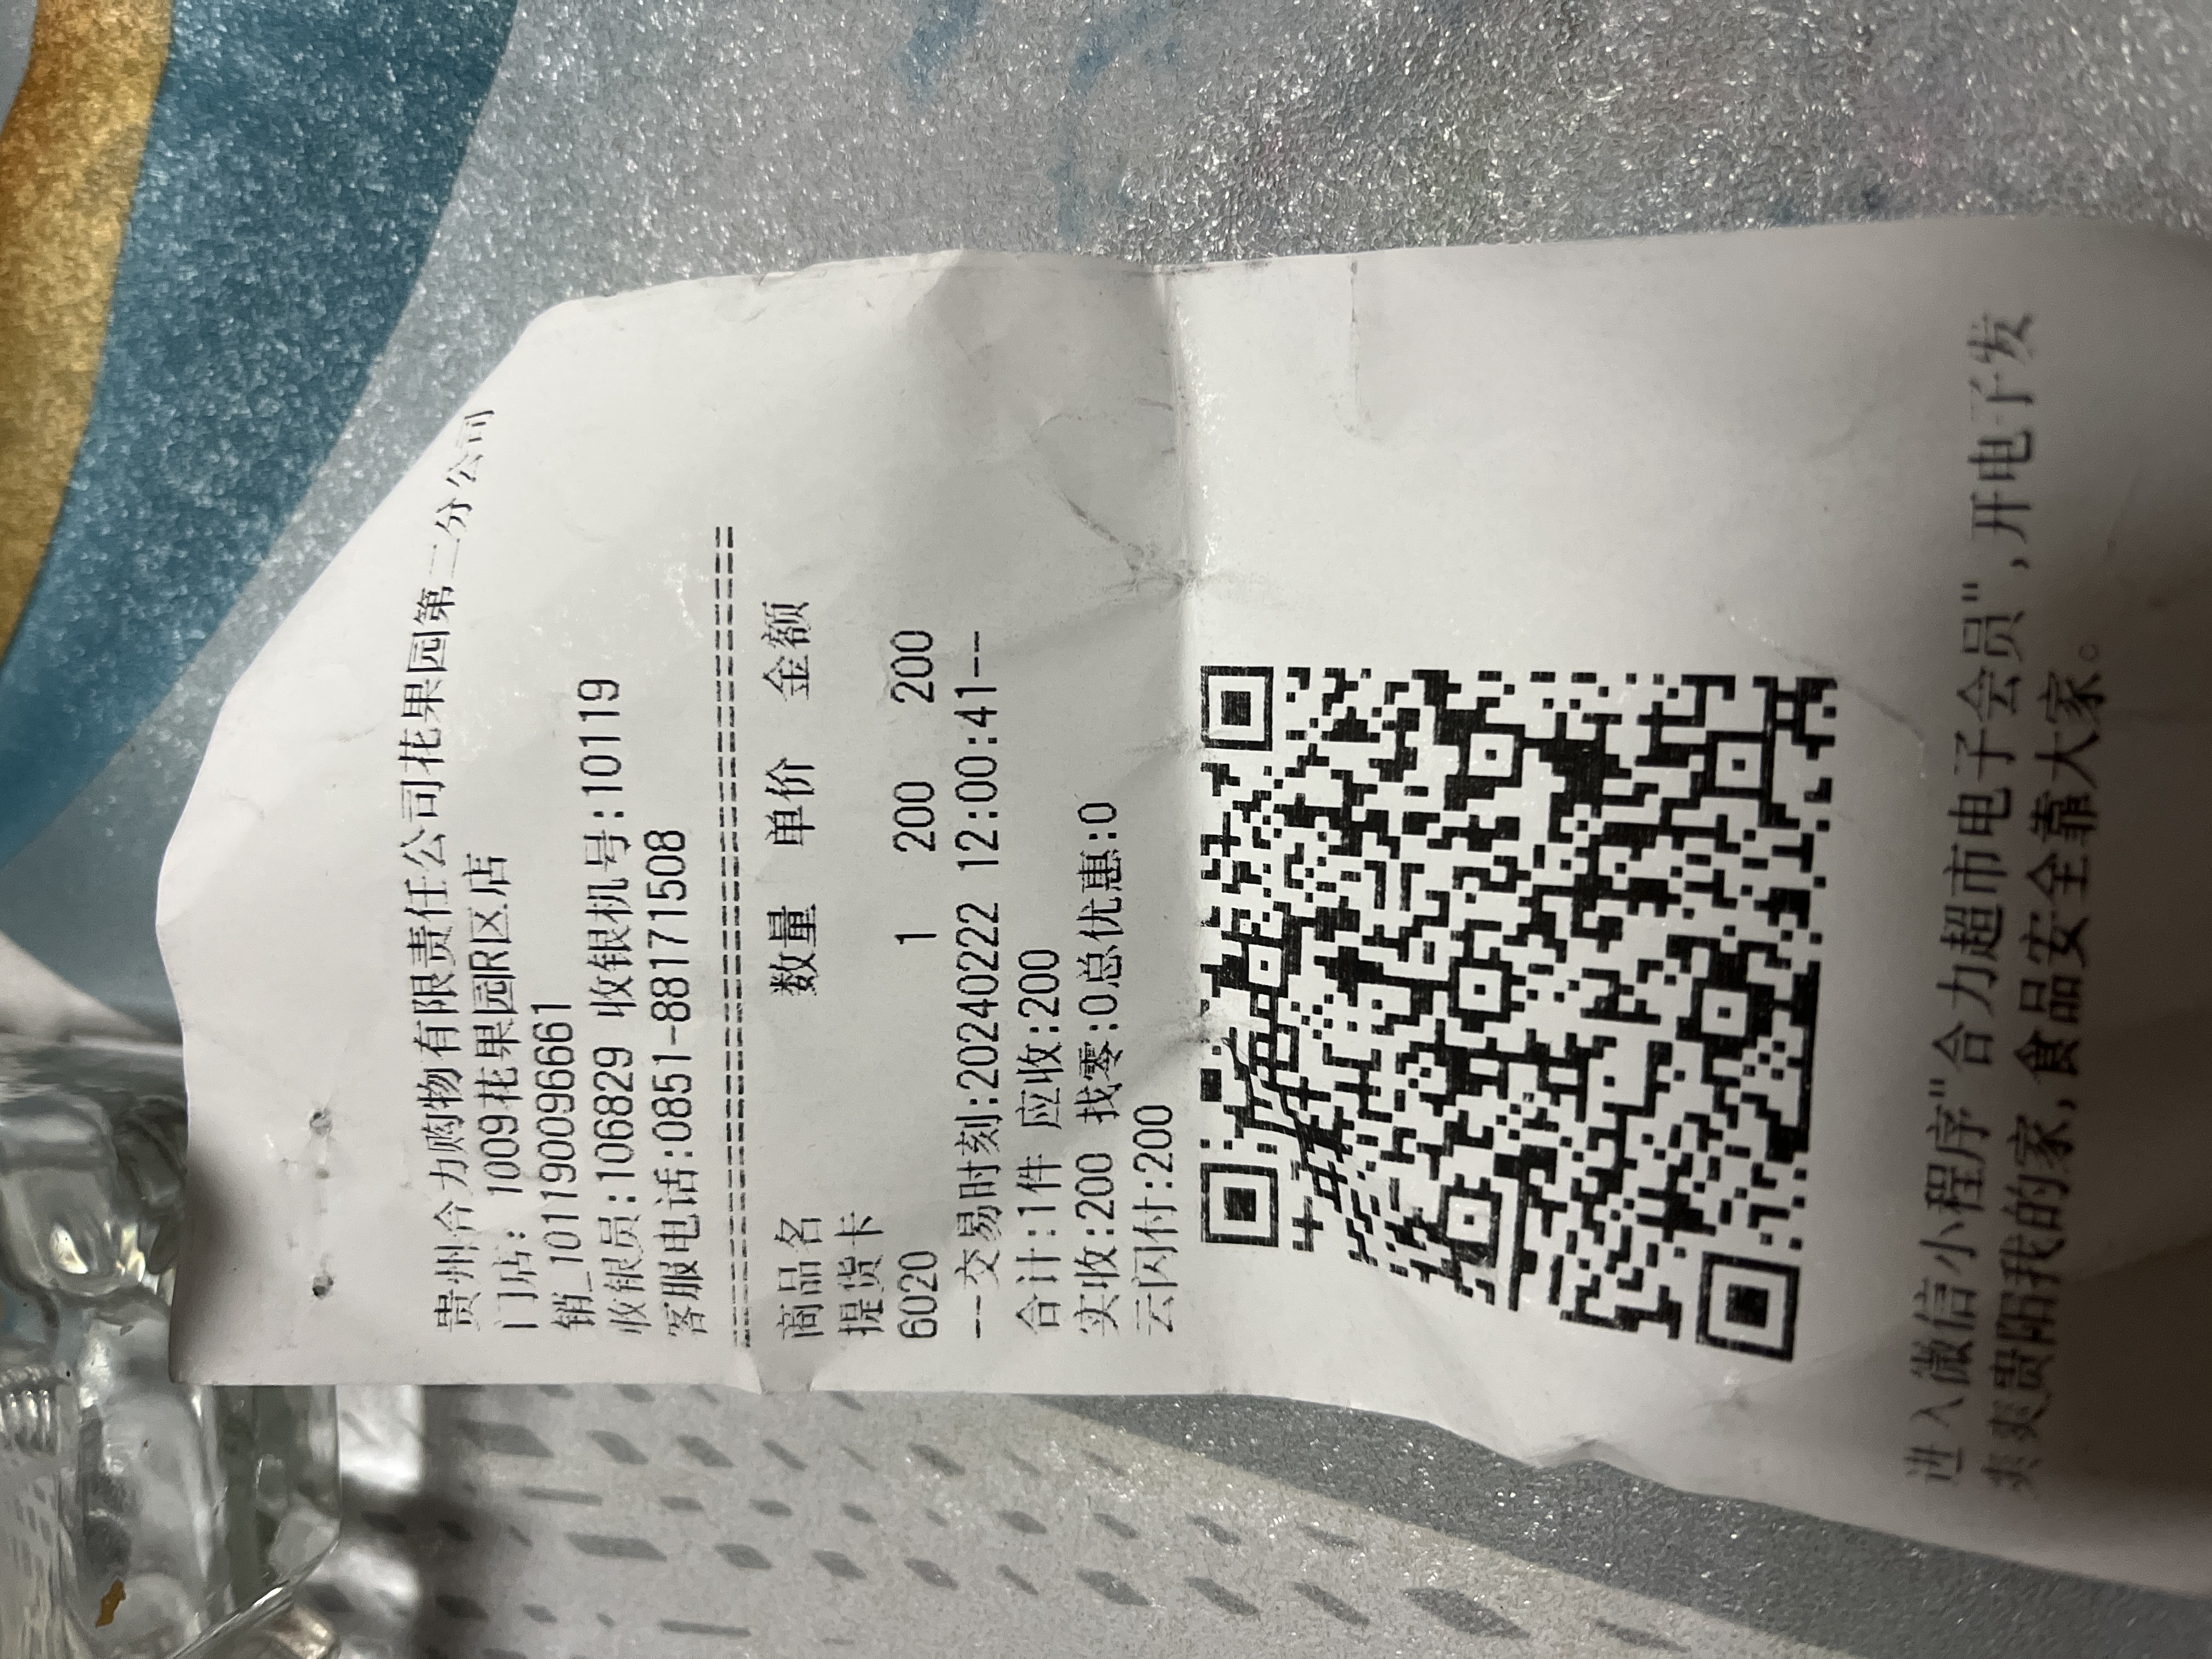 贵州合力购物有限责任公司花果园第二分公司
门店: 1009花果园R区店
销_101190096661
收银员:106829 收银机号:10119
客服电话:0851-88171508
================================
商品名 数量 单价 金额
提货卡
6020 1 200 200
--交易时刻:20240222 12:00:41--
合计:1件 应收:200
实收:200 找零:0总优惠:0
云闪付:200
进入微信小程序"合力超市电子会员",开电子发
爽爽贵阳我的家,食品安全靠大家。